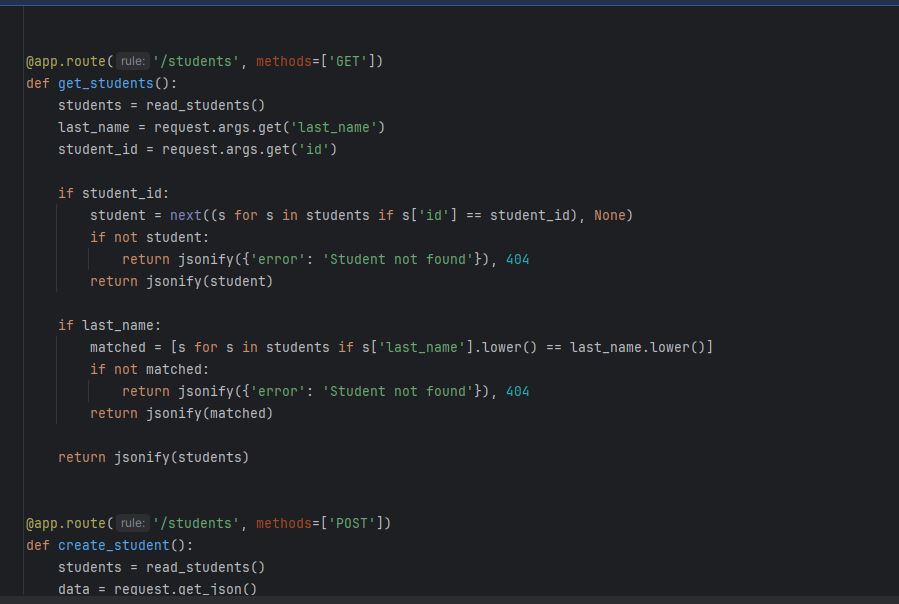 @app.route( rule: '/students', methods=['GET'])
def get_students():
    students = read_students()
    last_name = request.args.get('last_name')
    student_id = request.args.get('id')

    if student_id:
        student = next((s for s in students if s['id'] == student_id), None)
        if not student:
            return jsonify({'error': 'Student not found'}), 404
        return jsonify(student)

    if last_name:
        matched = [s for s in students if s['last_name'].lower() == last_name.lower()]
        if not matched:
            return jsonify({'error': 'Student not found'}), 404
        return jsonify(matched)

    return jsonify(students)


@app.route( rule: '/students', methods=['POST'])
def create_student():
    students = read_students()
    data = request.get_json()